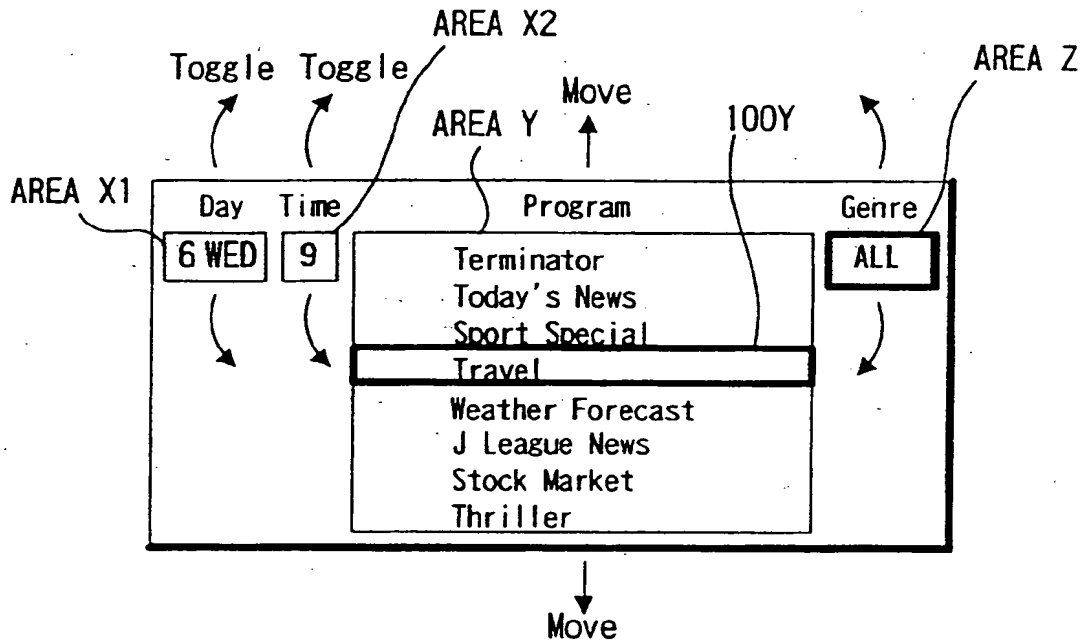 AREA X2
Toggle Toggle
AREA Z
Move
AREA Y
100Y
AREA X1
Day Time Program Genre
6 WED 9 ALL
Terminator
Today's News
Sport Special
Travel
Weather Forecast
J League News
Stock Market
Thriller
Move